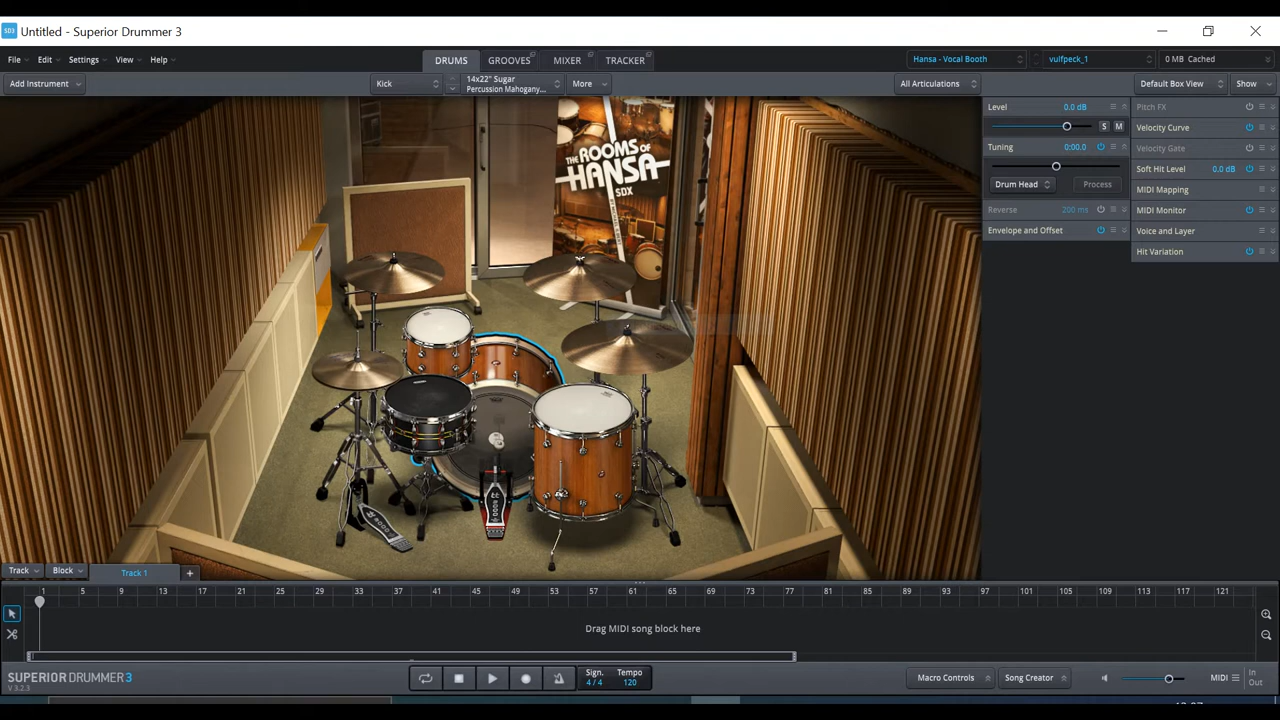 Untitled - Superior Drummer 3
File Edit Settings View Help
DRUMS GROOVES MIXER TRACKER
Hansa - Vocal Booth vulfpeck_1 0 MB Cached
Add Instrument
Kick
14x22" Sugar
Percussion Mahogany...
More
All Articulations
Default Box View Show
Level 0.0 dB
S M
Tuning 0:00.0
Drum Head Process
Reverse 200 ms
Envelope and Offset
Pitch FX
Velocity Curve
Velocity Gate
Soft Hit Level 0.0 dB
MIDI Mapping
MIDI Monitor
Voice and Layer
Hit Variation
THE ROOMS OF
HANSA
SDX
Track Block Track 1 +
1 5 9 13 17 21 25 29 33 37 41 45 49 53 57 61 65 69 73 77 81 85 89 93 97 101 105 109 113 117 121
Drag MIDI song block here
SUPERIOR DRUMMER 3
V 3.2.3
Sign. Tempo
4 / 4 120
Macro Controls Song Creator
MIDI In
Out